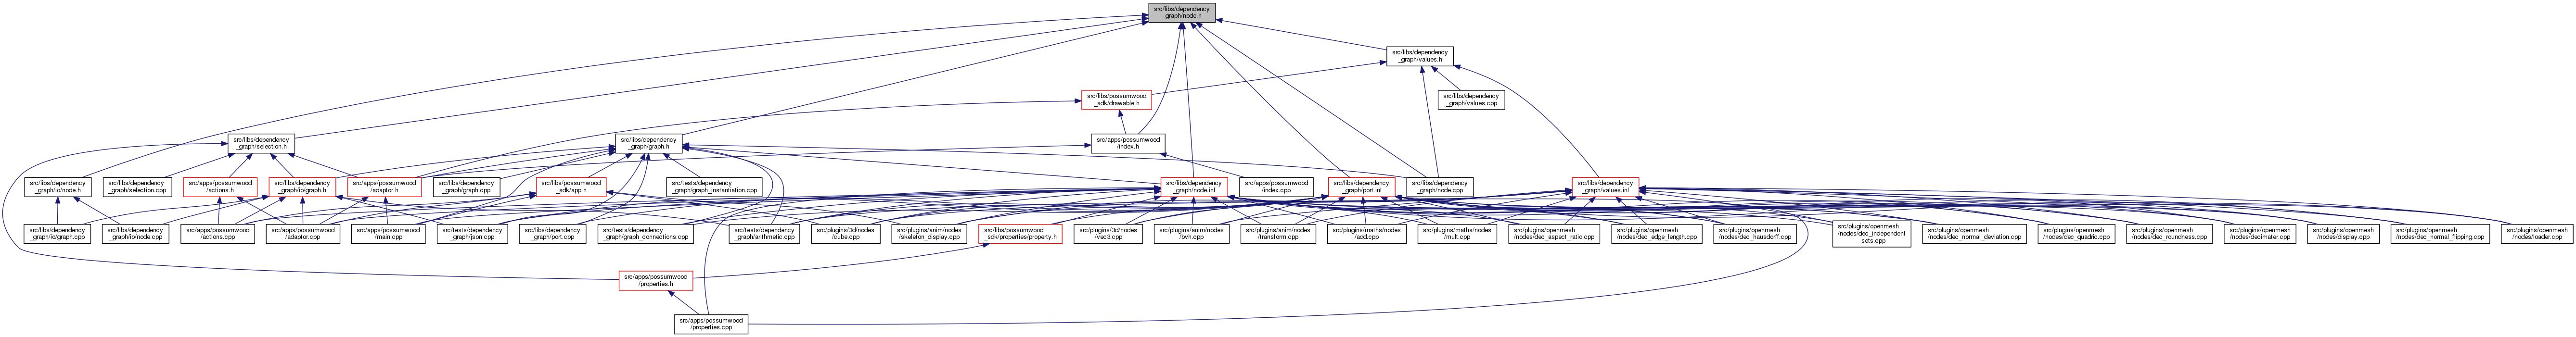 src/libs/dependency
_graph/node.h
src/libs/dependency
_graph/values.h
src/libs/possumwood
_sdk/drawable.h
src/libs/dependency
_graph/values.cpp
src/libs/dependency
_graph/selection.h
src/libs/dependency
_graph/graph.h
src/apps/possumwood
/index.h
src/libs/dependency
_graph/io/node.h
src/libs/dependency
_graph/selection.cpp
src/apps/possumwood
/actions.h
src/libs/dependency
_graph/io/graph.h
src/apps/possumwood
/adaptor.h
src/libs/dependency
_graph/graph.cpp
src/libs/possumwood
_sdk/app.h
src/tests/dependency
_graph/graph_instantiation.cpp
src/libs/dependency
_graph/node.inl
src/apps/possumwood
/index.cpp
src/libs/dependency
_graph/port.inl
src/libs/dependency
_graph/node.cpp
src/libs/dependency
_graph/values.inl
src/libs/dependency
_graph/io/graph.cpp
src/libs/dependency
_graph/io/node.cpp
src/apps/possumwood
/actions.cpp
src/apps/possumwood
/adaptor.cpp
src/apps/possumwood
/main.cpp
src/tests/dependency
_graph/json.cpp
src/libs/dependency
_graph/port.cpp
src/tests/dependency
_graph/graph_connections.cpp
src/tests/dependency
_graph/arithmetic.cpp
src/plugins/3d/nodes
/cube.cpp
src/plugins/anim/nodes
/skeleton_display.cpp
src/libs/possumwood
_sdk/properties/property.h
src/plugins/3d/nodes
/vec3.cpp
src/plugins/anim/nodes
/bvh.cpp
src/plugins/anim/nodes
/transform.cpp
src/plugins/maths/nodes
/add.cpp
src/plugins/maths/nodes
/mult.cpp
src/plugins/openmesh
/nodes/dec_aspect_ratio.cpp
src/plugins/openmesh
/nodes/dec_edge_length.cpp
src/plugins/openmesh
/nodes/dec_hausdorff.cpp
src/plugins/openmesh
/nodes/dec_independent
_sets.cpp
src/plugins/openmesh
/nodes/dec_normal_deviation.cpp
src/plugins/openmesh
/nodes/dec_quadric.cpp
src/plugins/openmesh
/nodes/dec_roundness.cpp
src/plugins/openmesh
/nodes/decimater.cpp
src/plugins/openmesh
/nodes/display.cpp
src/plugins/openmesh
/nodes/dec_normal_flipping.cpp
src/plugins/openmesh
/nodes/loader.cpp
src/apps/possumwood
/properties.h
src/apps/possumwood
/properties.cpp